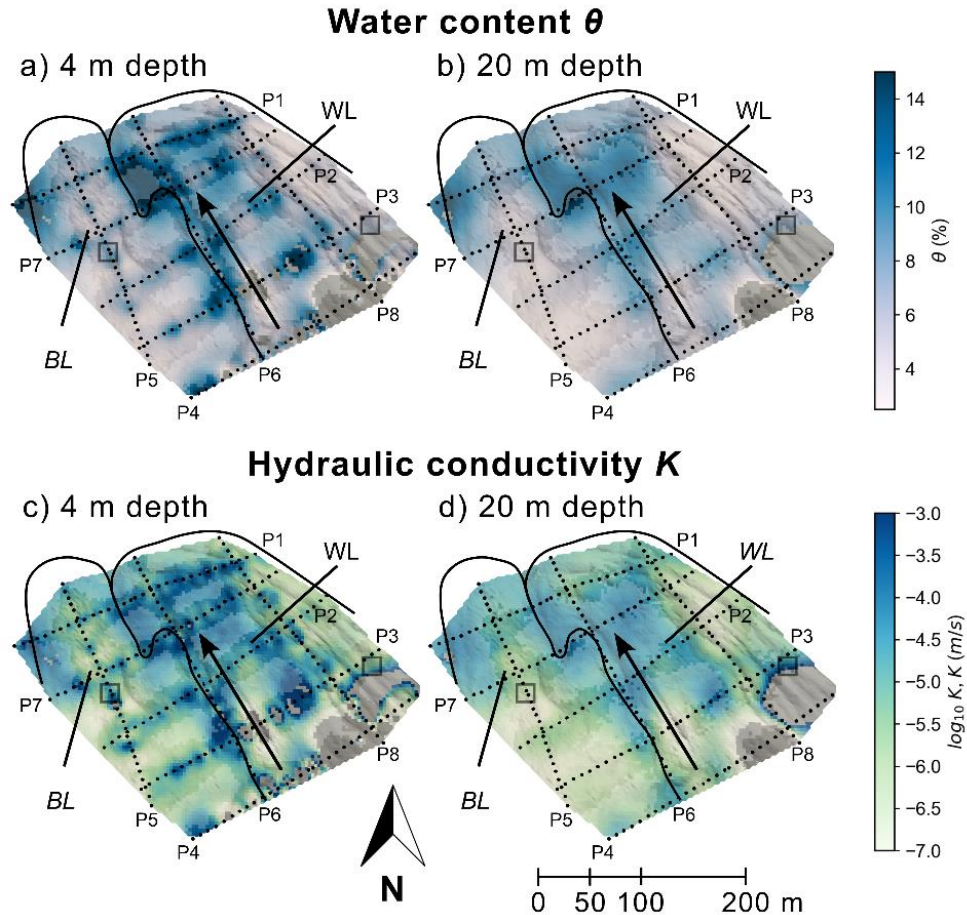 Water content θ
a) 4 m depth
b) 20 m depth
P1
WL
P2
P3
P7
P8
BL
P5
P6
P4
P1
WL
P2
P3
P7
P8
BL
P5
P6
P4
14
12
10
8
6
4
θ (%)
Hydraulic conductivity K
c) 4 m depth
d) 20 m depth
P1
WL
P2
P3
P7
P8
BL
P5
P6
P4
P1
WL
P2
P3
P7
P8
BL
P5
P6
P4
−3.0
−3.5
−4.0
−4.5
−5.0
−5.5
−6.0
−6.5
−7.0
log₁₀ K, K (m/s)
N
0 50 100 200 m